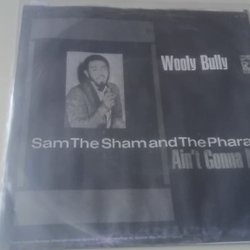 Wooly Bully
Sam The Sham and The Phara
Ain't Gonna